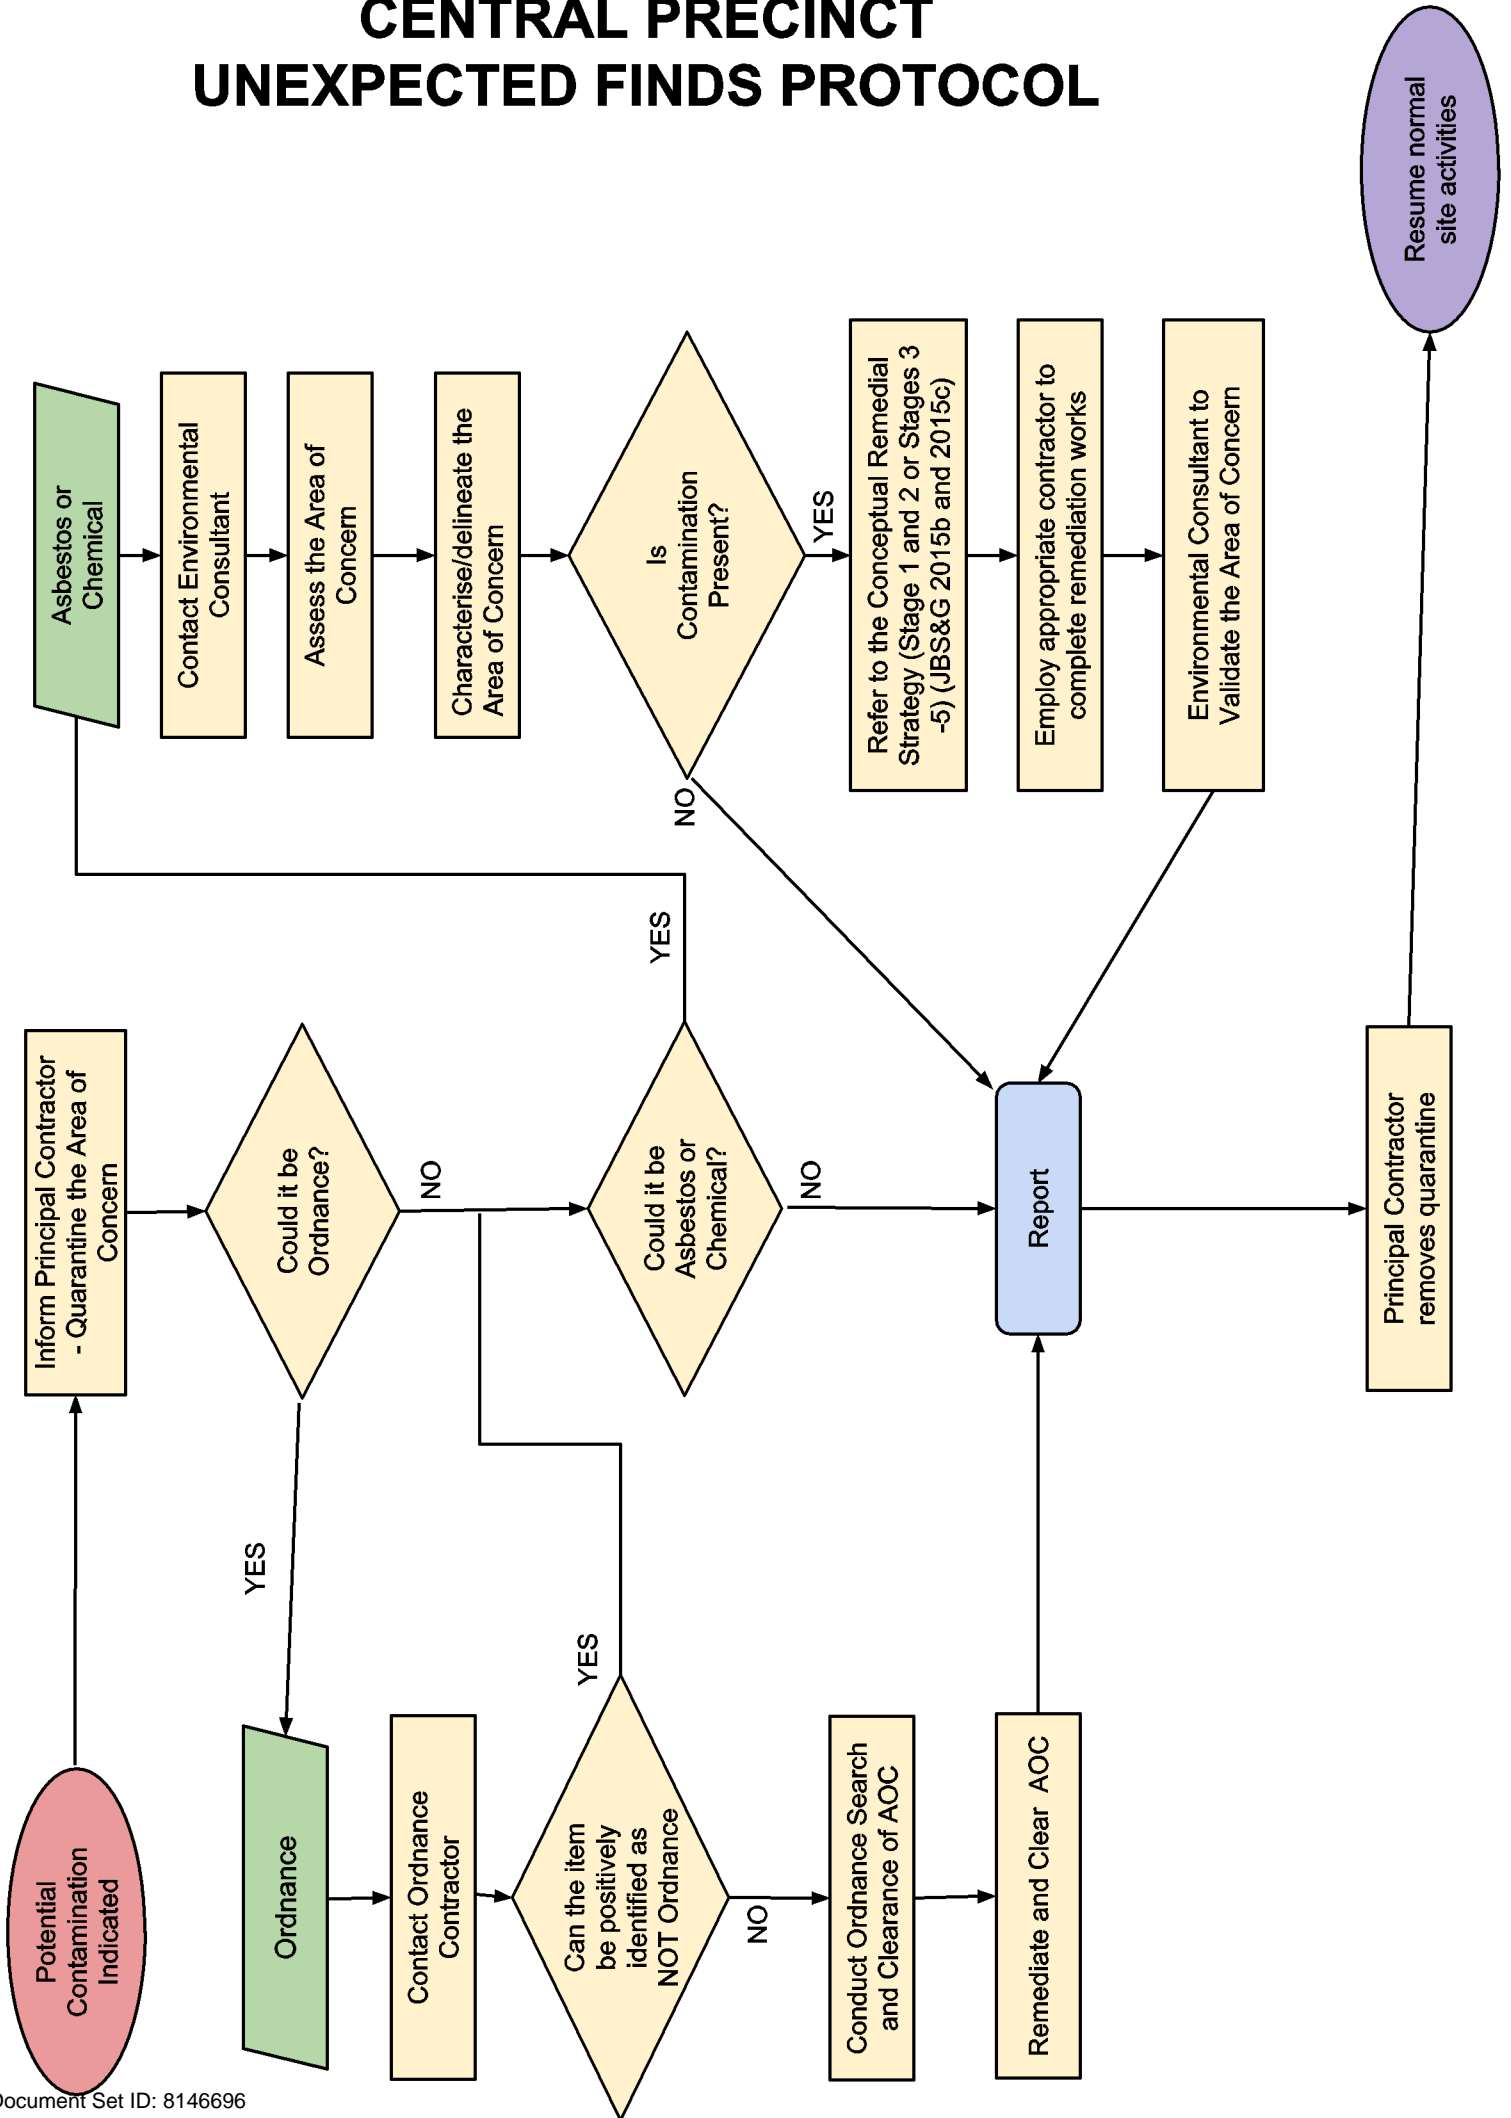 CENTRAL PRECINCT
UNEXPECTED FINDS PROTOCOL
Potential
Contamination
Indicated
Inform Principal Contractor
- Quarantine the Area of
Concern
Could it be
Ordnance?
YES
NO
Ordnance
Contact Ordnance
Contractor
Can the item
be positively
identified as
NOT Ordnance
YES
NO
Conduct Ordnance Search
and Clearance of AOC
Remediate and Clear AOC
Could it be
Asbestos or
Chemical?
YES
NO
Asbestos or
Chemical
Contact Environmental
Consultant
Assess the Area of
Concern
Characterise/delineate the
Area of Concern
Is
Contamination
Present?
NO
YES
Refer to the Conceptual Remedial
Strategy (Stage 1 and 2 or Stages 3
-5) (JBS&G 2015b and 2015c)
Employ appropriate contractor to
complete remediation works
Environmental Consultant to
Validate the Area of Concern
Report
Principal Contractor
removes quarantine
Resume normal
site activities
Document Set ID: 8146696